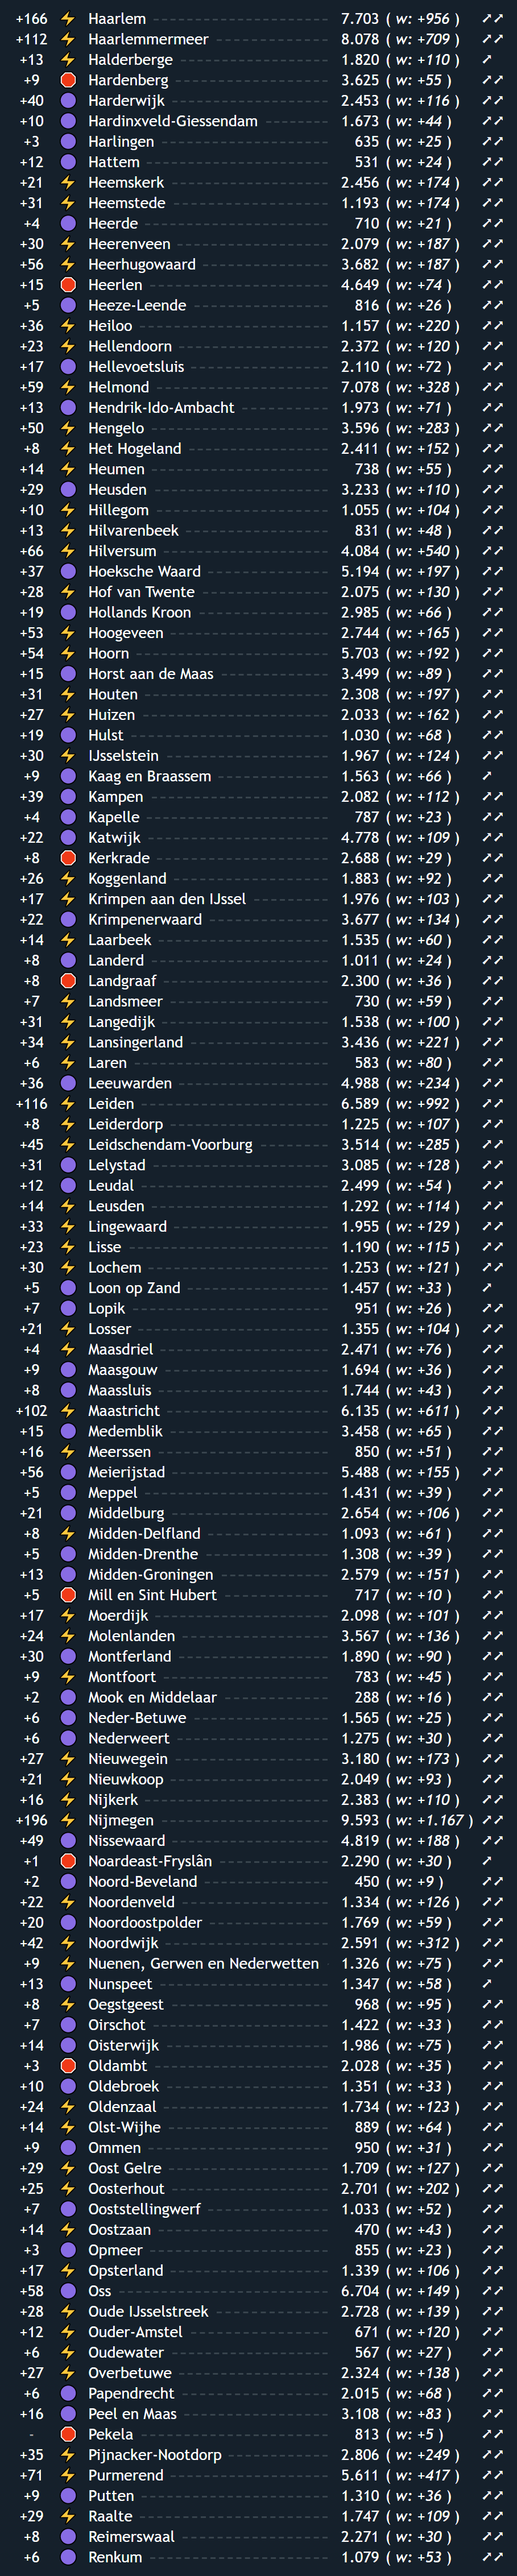 +166 Haarlem 7.703 ( w: +956 )
+112 Haarlemmermeer 8.078 ( w: +709 )
+13 Halderberge 1.820 ( w: +110 )
+9 Hardenberg 3.625 ( w: +55 )
+40 Harderwijk 2.453 ( w: +116 )
+10 Hardinxveld-Giessendam 1.673 ( w: +44 )
+3 Harlingen 635 ( w: +25 )
+12 Hattem 531 ( w: +24 )
+21 Heemskerk 2.456 ( w: +174 )
+31 Heemstede 1.193 ( w: +174 )
+4 Heerde 710 ( w: +21 )
+30 Heerenveen 2.079 ( w: +187 )
+56 Heerhugowaard 3.682 ( w: +187 )
+15 Heerlen 4.649 ( w: +74 )
+5 Heeze-Leende 816 ( w: +26 )
+36 Heiloo 1.157 ( w: +220 )
+23 Hellendoorn 2.372 ( w: +120 )
+17 Hellevoetsluis 2.110 ( w: +72 )
+59 Helmond 7.078 ( w: +328 )
+13 Hendrik-Ido-Ambacht 1.973 ( w: +71 )
+50 Hengelo 3.596 ( w: +283 )
+8 Het Hogeland 2.411 ( w: +152 )
+14 Heumen 738 ( w: +55 )
+29 Heusden 3.233 ( w: +110 )
+10 Hillegom 1.055 ( w: +104 )
+13 Hilvarenbeek 831 ( w: +48 )
+66 Hilversum 4.084 ( w: +540 )
+37 Hoeksche Waard 5.194 ( w: +197 )
+28 Hof van Twente 2.075 ( w: +130 )
+19 Hollands Kroon 2.985 ( w: +66 )
+53 Hoogeveen 2.744 ( w: +165 )
+54 Hoorn 5.703 ( w: +192 )
+15 Horst aan de Maas 3.499 ( w: +89 )
+31 Houten 2.308 ( w: +197 )
+27 Huizen 2.033 ( w: +162 )
+19 Hulst 1.030 ( w: +68 )
+30 IJsselstein 1.967 ( w: +124 )
+9 Kaag en Braassem 1.563 ( w: +66 )
+39 Kampen 2.082 ( w: +112 )
+4 Kapelle 787 ( w: +23 )
+22 Katwijk 4.778 ( w: +109 )
+8 Kerkrade 2.688 ( w: +29 )
+26 Koggenland 1.883 ( w: +92 )
+17 Krimpen aan den IJssel 1.976 ( w: +103 )
+22 Krimpenerwaard 3.677 ( w: +134 )
+14 Laarbeek 1.535 ( w: +60 )
+8 Landerd 1.011 ( w: +24 )
+8 Landgraaf 2.300 ( w: +36 )
+7 Landsmeer 730 ( w: +59 )
+31 Langedijk 1.538 ( w: +100 )
+34 Lansingerland 3.436 ( w: +221 )
+6 Laren 583 ( w: +80 )
+36 Leeuwarden 4.988 ( w: +234 )
+116 Leiden 6.589 ( w: +992 )
+8 Leiderdorp 1.225 ( w: +107 )
+45 Leidschendam-Voorburg 3.514 ( w: +285 )
+31 Lelystad 3.085 ( w: +128 )
+12 Leudal 2.499 ( w: +54 )
+14 Leusden 1.292 ( w: +114 )
+33 Lingewaard 1.955 ( w: +129 )
+23 Lisse 1.190 ( w: +115 )
+30 Lochem 1.253 ( w: +121 )
+5 Loon op Zand 1.457 ( w: +33 )
+7 Lopik 951 ( w: +26 )
+21 Losser 1.355 ( w: +104 )
+4 Maasdriel 2.471 ( w: +76 )
+9 Maasgouw 1.694 ( w: +36 )
+8 Maassluis 1.744 ( w: +43 )
+102 Maastricht 6.135 ( w: +611 )
+15 Medemblik 3.458 ( w: +65 )
+16 Meerssen 850 ( w: +51 )
+56 Meierijstad 5.488 ( w: +155 )
+5 Meppel 1.431 ( w: +39 )
+21 Middelburg 2.654 ( w: +106 )
+8 Midden-Delfland 1.093 ( w: +61 )
+5 Midden-Drenthe 1.308 ( w: +39 )
+13 Midden-Groningen 2.579 ( w: +151 )
+5 Mill en Sint Hubert 717 ( w: +10 )
+17 Moerdijk 2.098 ( w: +101 )
+24 Molenlanden 3.567 ( w: +136 )
+30 Montferland 1.890 ( w: +90 )
+9 Montfoort 783 ( w: +45 )
+2 Mook en Middelaar 288 ( w: +16 )
+6 Neder-Betuwe 1.565 ( w: +25 )
+6 Nederweert 1.275 ( w: +30 )
+27 Nieuwegein 3.180 ( w: +173 )
+21 Nieuwkoop 2.049 ( w: +93 )
+16 Nijkerk 2.383 ( w: +110 )
+196 Nijmegen 9.593 ( w: +1.167 )
+49 Nissewaard 4.819 ( w: +188 )
+1 Noardeast-Fryslân 2.290 ( w: +30 )
+2 Noord-Beveland 450 ( w: +9 )
+22 Noordenveld 1.334 ( w: +126 )
+20 Noordoostpolder 1.769 ( w: +59 )
+42 Noordwijk 2.591 ( w: +312 )
+9 Nuenen, Gerwen en Nederwetten 1.326 ( w: +75 )
+13 Nunspeet 1.347 ( w: +58 )
+8 Oegstgeest 968 ( w: +95 )
+7 Oirschot 1.422 ( w: +33 )
+14 Oisterwijk 1.986 ( w: +75 )
+3 Oldambt 2.028 ( w: +35 )
+10 Oldebroek 1.351 ( w: +33 )
+24 Oldenzaal 1.734 ( w: +123 )
+14 Olst-Wijhe 889 ( w: +64 )
+9 Ommen 950 ( w: +31 )
+29 Oost Gelre 1.709 ( w: +127 )
+25 Oosterhout 2.701 ( w: +202 )
+7 Ooststellingwerf 1.033 ( w: +52 )
+14 Oostzaan 470 ( w: +43 )
+3 Opmeer 855 ( w: +23 )
+17 Opsterland 1.339 ( w: +106 )
+58 Oss 6.704 ( w: +149 )
+28 Oude IJsselstreek 2.728 ( w: +139 )
+12 Ouder-Amstel 671 ( w: +120 )
+6 Oudewater 567 ( w: +27 )
+27 Overbetuwe 2.324 ( w: +138 )
+6 Papendrecht 2.015 ( w: +68 )
+16 Peel en Maas 3.108 ( w: +83 )
- Pekela 813 ( w: +5 )
+35 Pijnacker-Nootdorp 2.806 ( w: +249 )
+71 Purmerend 5.611 ( w: +417 )
+9 Putten 1.310 ( w: +36 )
+29 Raalte 1.747 ( w: +109 )
+8 Reimerswaal 2.271 ( w: +30 )
+6 Renkum 1.079 ( w: +53 )